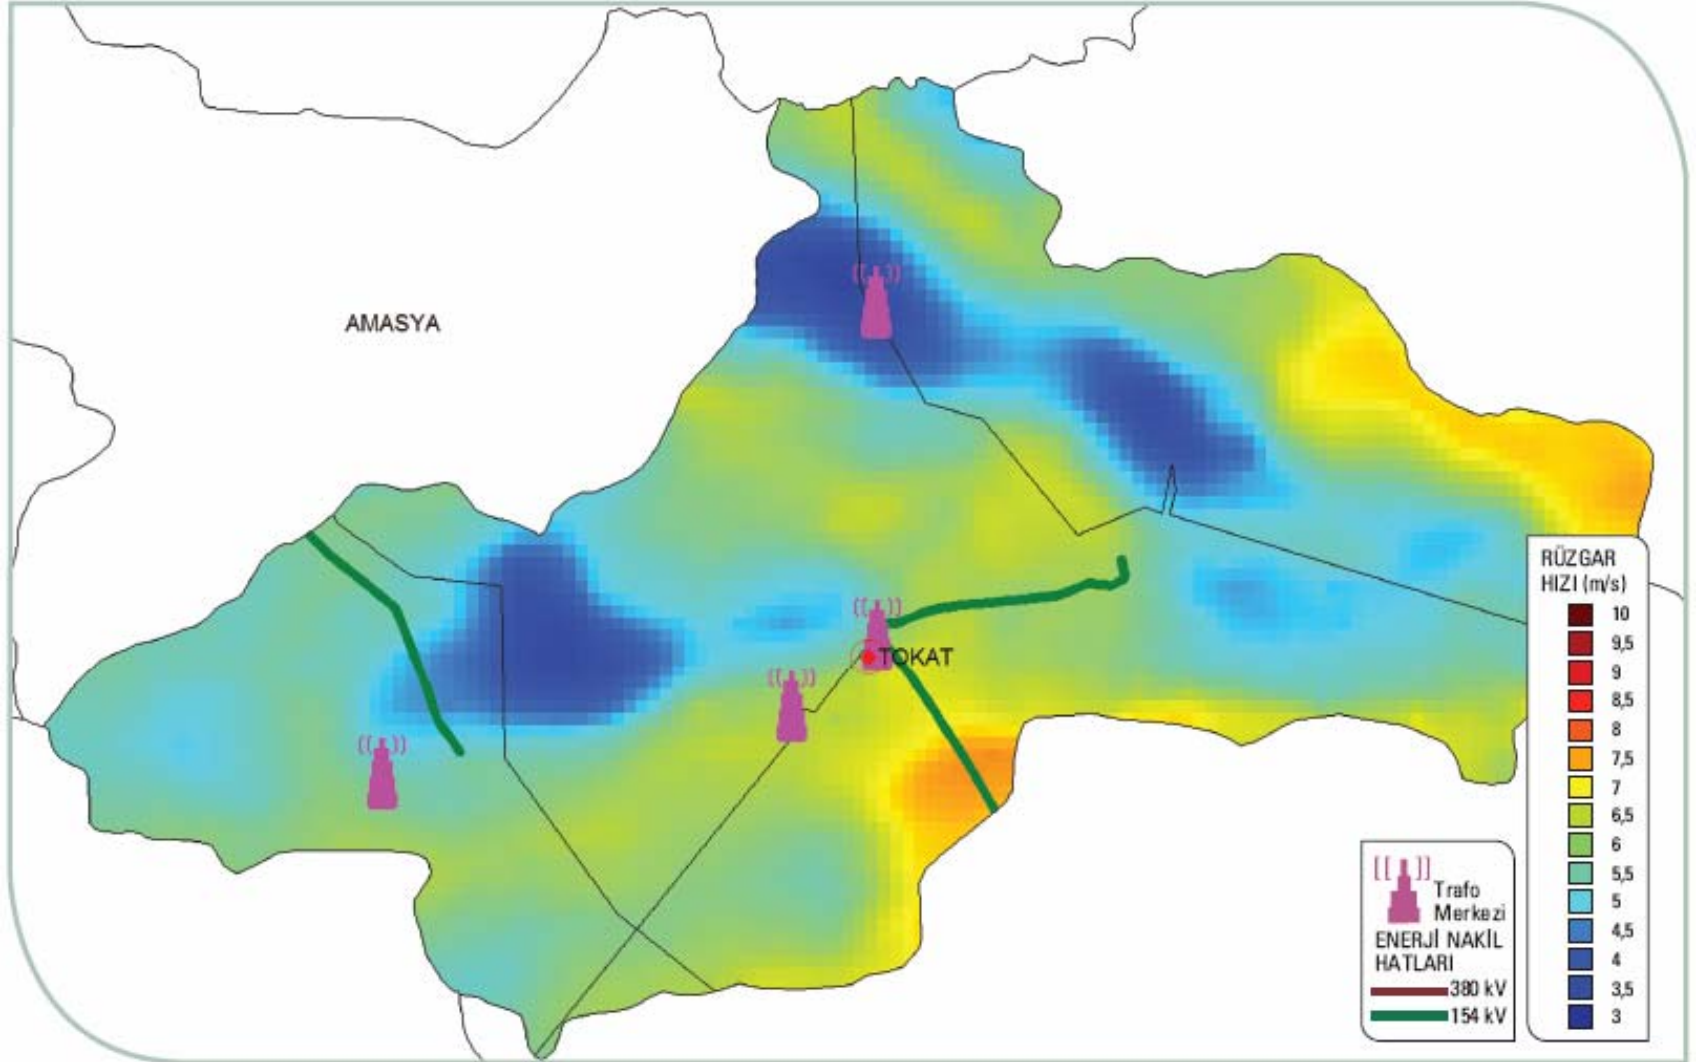 AMASYA
TOKAT
[[ ]]
Trafo
Merkezi
ENERJİ NAKİL
HATLARI
380 kV
154 kV
RÜZGAR
HIZI (m/s)
10
9,5
9
8,5
8
7,5
7
6,5
6
5,5
5
4,5
4
3,5
3